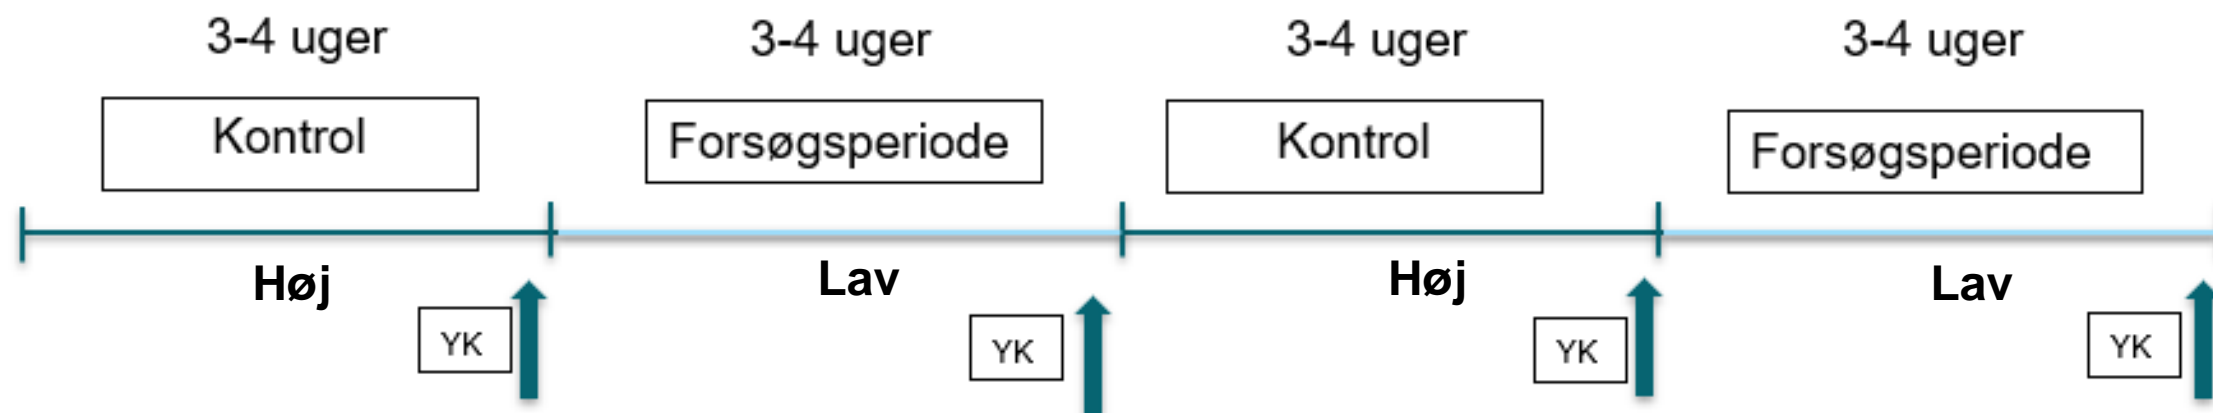 3-4 uger
3-4 uger
3-4 uger
3-4 uger
Kontrol
Forsøgsperiode
Kontrol
Forsøgsperiode
Høj
Lav
Høj
Lav
YK
YK
YK
YK